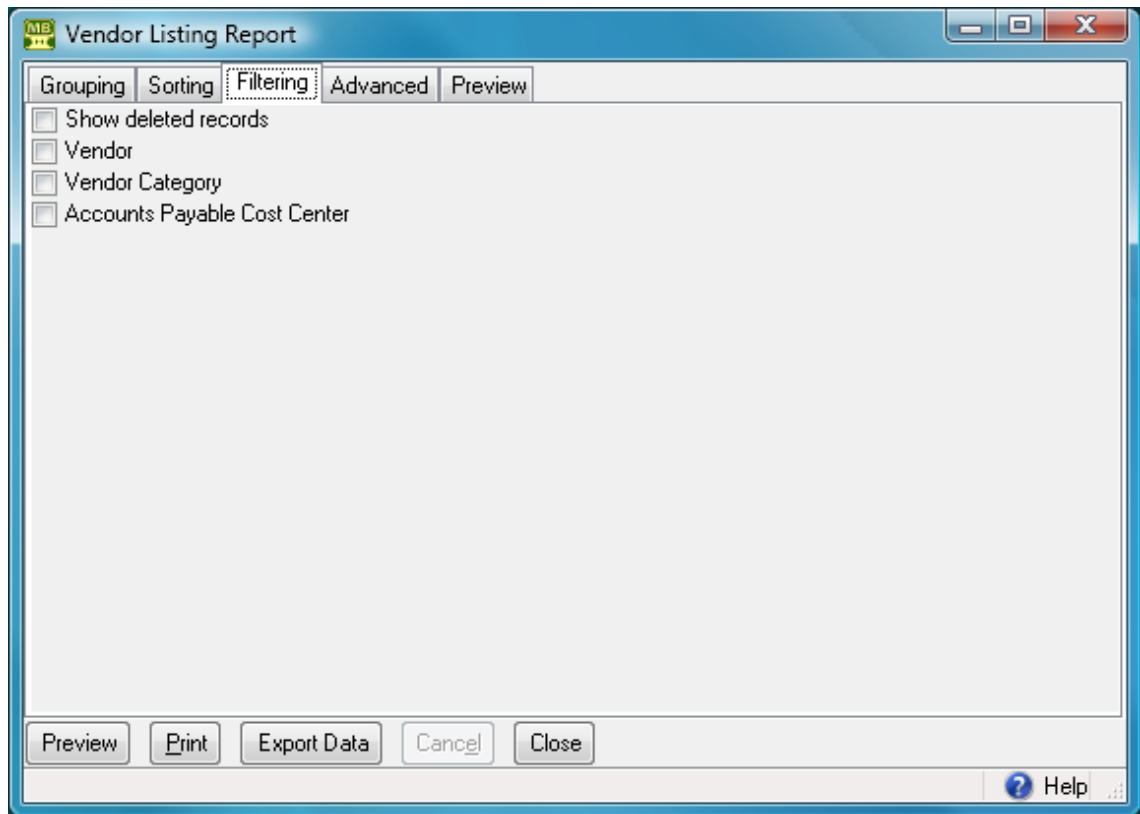 MB
Vendor Listing Report
Grouping Sorting Filtering Advanced Preview
Show deleted records
Vendor
Vendor Category
Accounts Payable Cost Center
Preview Print Export Data Cancel Close
? Help